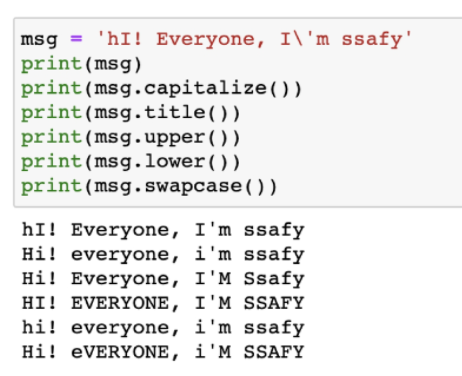 msg = 'hI! Everyone, I\'m ssafy'
print(msg)
print(msg.capitalize())
print(msg.title())
print(msg.upper())
print(msg.lower())
print(msg.swapcase())
hI! Everyone, I'm ssafy
Hi! everyone, i'm ssafy
Hi! Everyone, I'M Ssafy
HI! EVERYONE, I'M SSAFY
hi! everyone, i'm ssafy
Hi! eVERYONE, i'M SSAFY